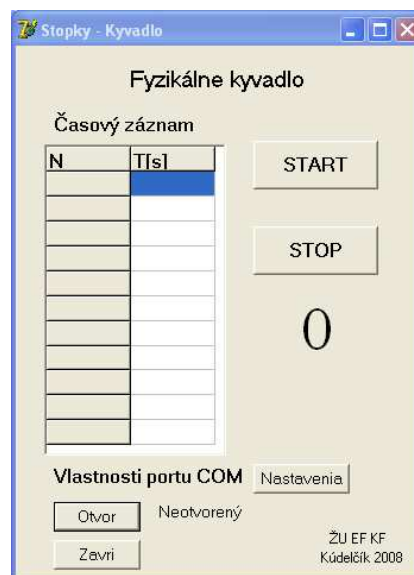 Stopky - Kyvadlo
Fyzikálne kyvadlo
Časový záznam
N T[s]
START
STOP
0
Vlastnosti portu COM Nastavenia
Otvor Neotvorený
Zavri
ŽU EF KF
Kúdelčík 2008